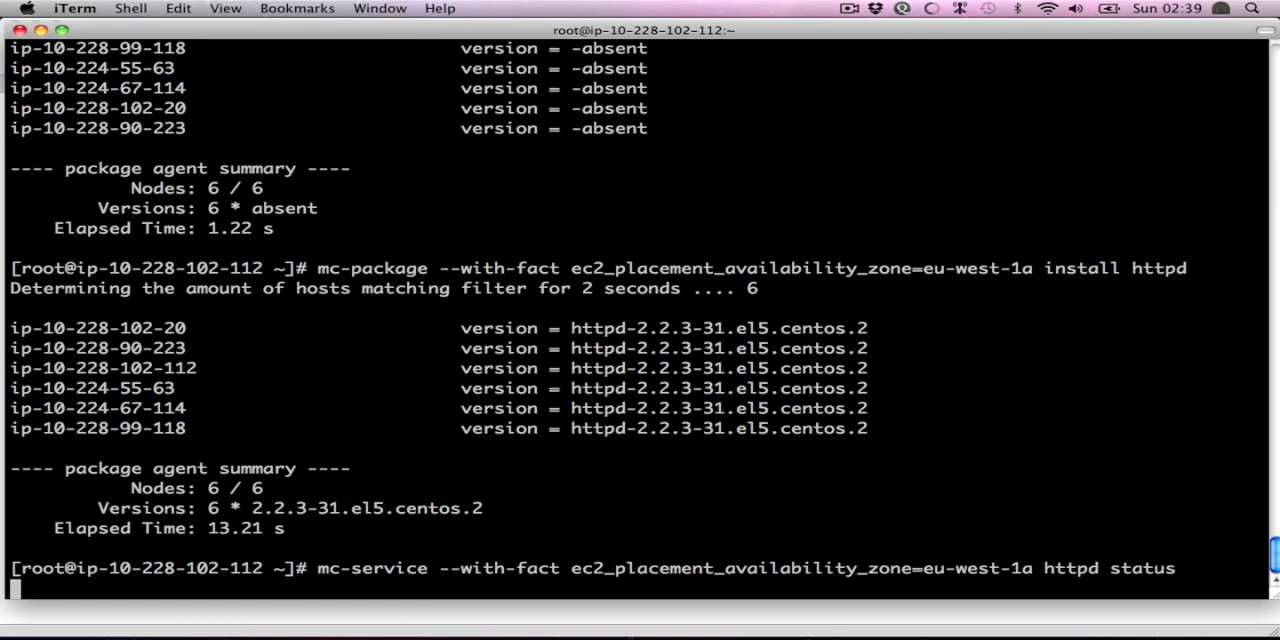 iTerm Shell Edit View Bookmarks Window Help Sun 02:39
root@ip-10-228-102-112:~
ip-10-228-99-118 version = -absent
ip-10-224-55-63 version = -absent
ip-10-224-67-114 version = -absent
ip-10-228-102-20 version = -absent
ip-10-228-90-223 version = -absent
---- package agent summary ----
Nodes: 6 / 6
Versions: 6 * absent
Elapsed Time: 1.22 s
[root@ip-10-228-102-112 ~]# mc-package --with-fact ec2_placement_availability_zone=eu-west-1a install httpd
Determining the amount of hosts matching filter for 2 seconds .... 6
ip-10-228-102-20 version = httpd-2.2.3-31.el5.centos.2
ip-10-228-90-223 version = httpd-2.2.3-31.el5.centos.2
ip-10-228-102-112 version = httpd-2.2.3-31.el5.centos.2
ip-10-224-55-63 version = httpd-2.2.3-31.el5.centos.2
ip-10-224-67-114 version = httpd-2.2.3-31.el5.centos.2
ip-10-228-99-118 version = httpd-2.2.3-31.el5.centos.2
---- package agent summary ----
Nodes: 6 / 6
Versions: 6 * 2.2.3-31.el5.centos.2
Elapsed Time: 13.21 s
[root@ip-10-228-102-112 ~]# mc-service --with-fact ec2_placement_availability_zone=eu-west-1a httpd status